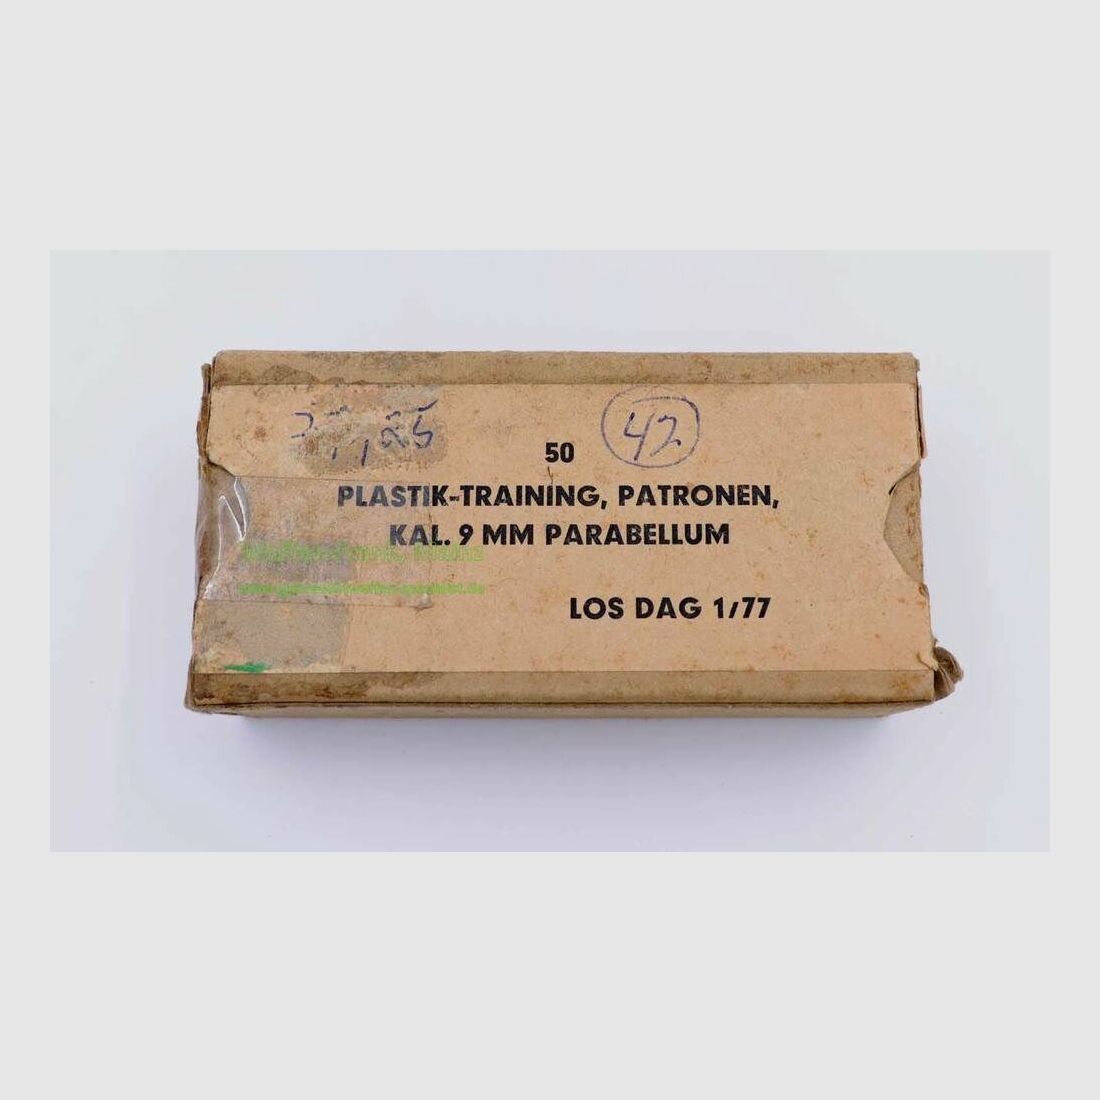 42
50
PLASTIK-TRAINING, PATRONEN,
KAL. 9 MM PARABELLUM
LOS DAG 1/77